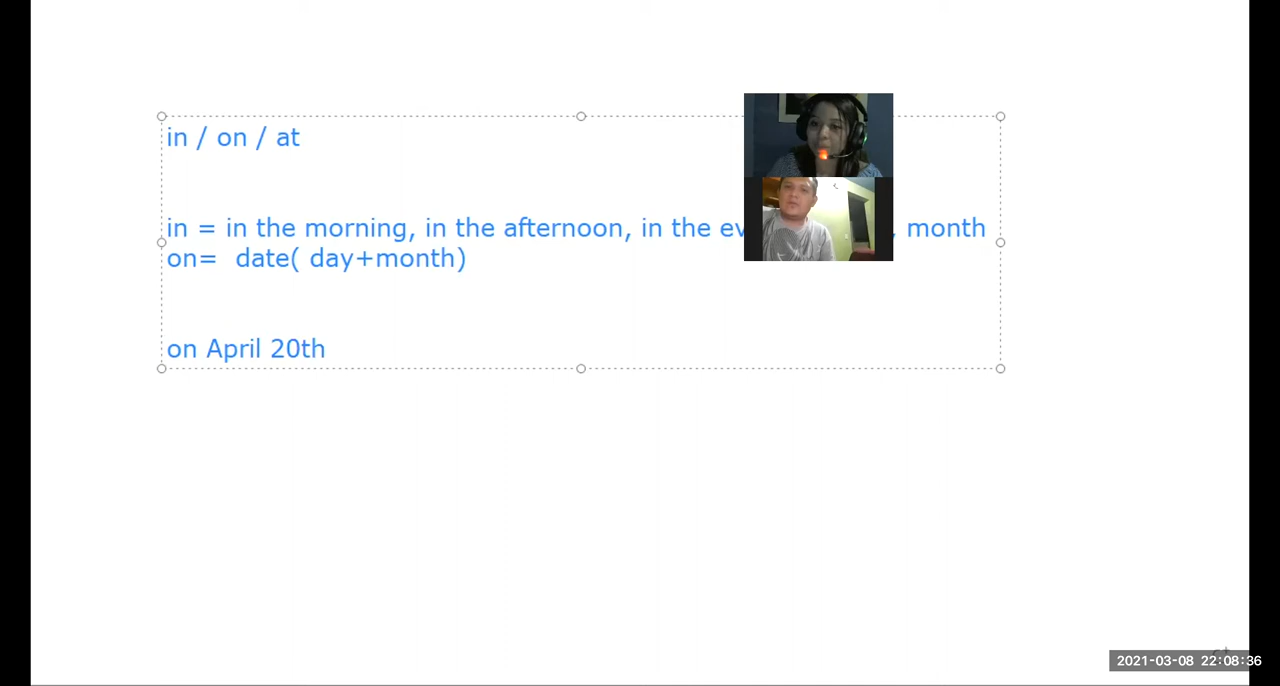 in / on / at
in = in the morning, in the afternoon, in the , month
on=  date( day+month)
on April 20th
2021-03-08 22:08:36